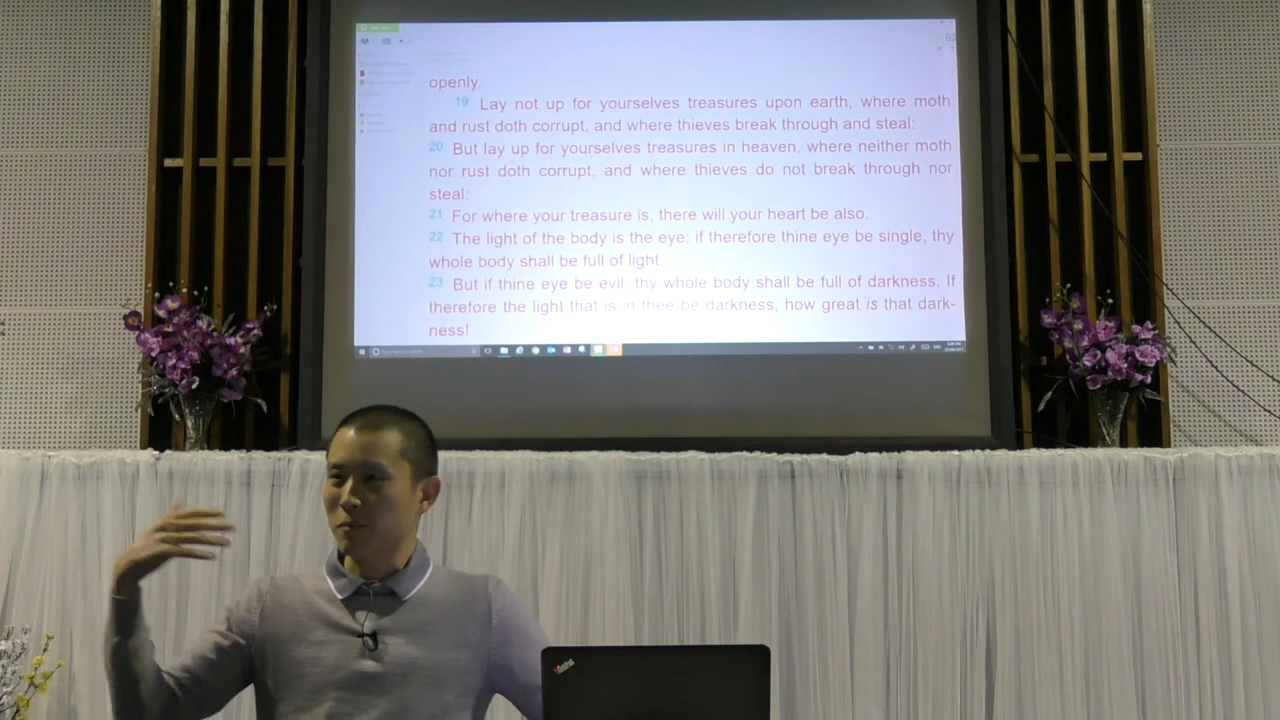 openly.
19 Lay not up for yourselves treasures upon earth, where moth
and rust doth corrupt, and where thieves break through and steal:
20 But lay up for yourselves treasures in heaven, where neither moth
nor rust doth corrupt, and where thieves do not break through nor
steal:
21 For where your treasure is, there will your heart be also.
22 The light of the body is the eye: if therefore thine eye be single, thy
whole body shall be full of light.
23 But if thine eye be evil, thy whole body shall be full of darkness. If
therefore the light that is in thee be darkness, how great is that dark-
ness!
ThinkPad